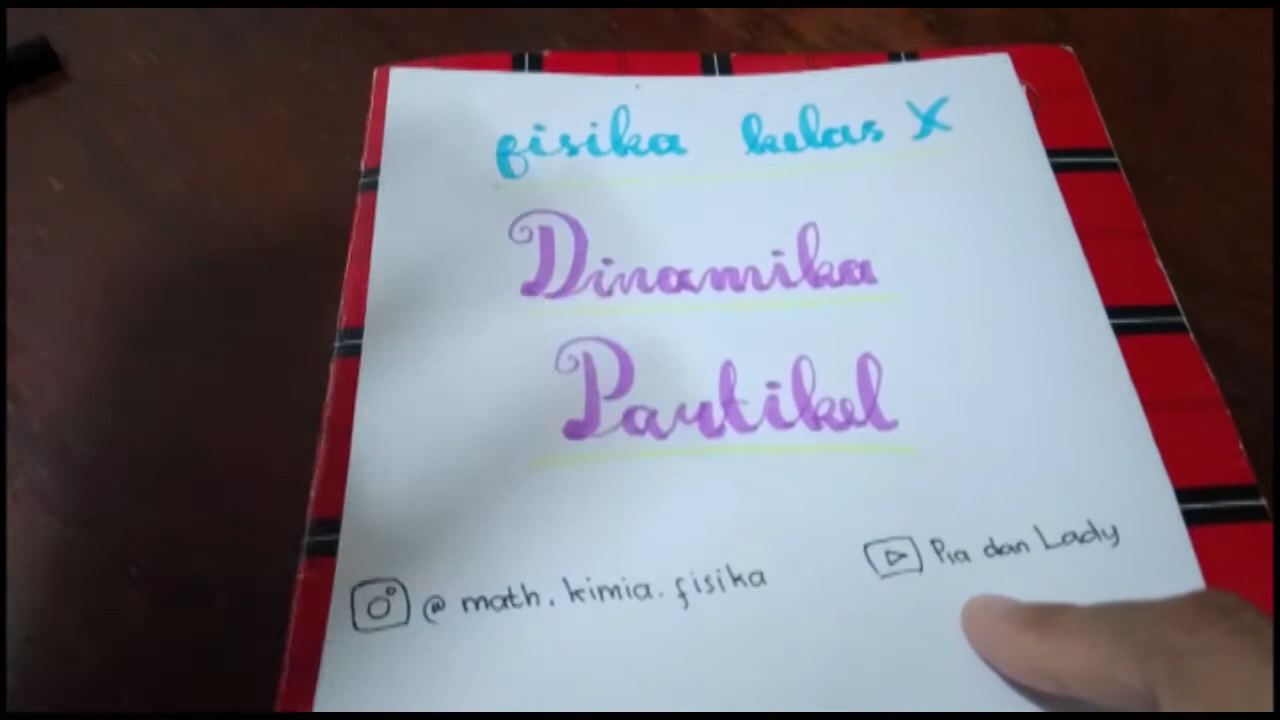 fisika kelas X
Dinamika
Partikel
@ math.kimia.fisika
Pia dan Lady